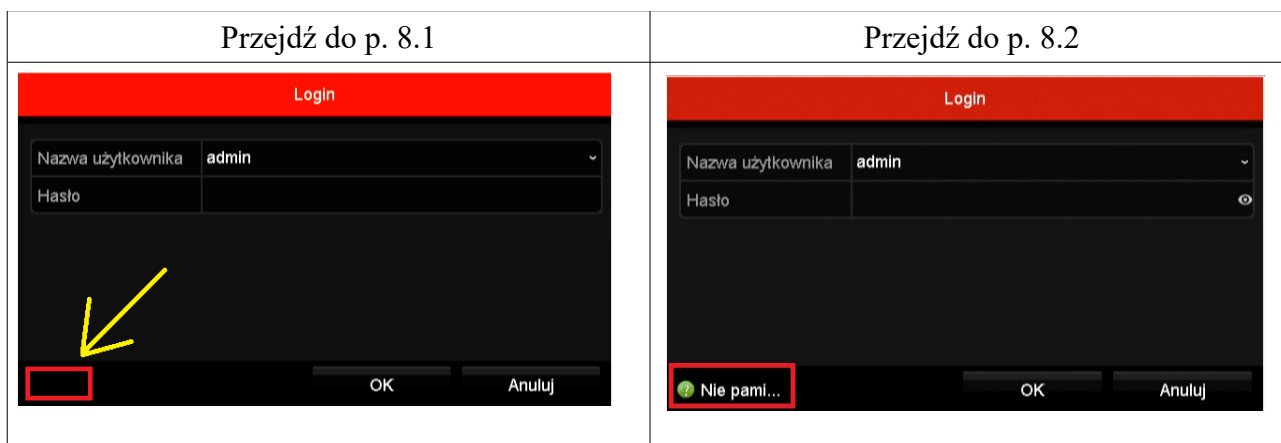 Przejdź do p. 8.1
Przejdź do p. 8.2
Login
Nazwa użytkownika admin
Hasło
OK Anuluj
Login
Nazwa użytkownika admin
Hasło
Nie pami... OK Anuluj